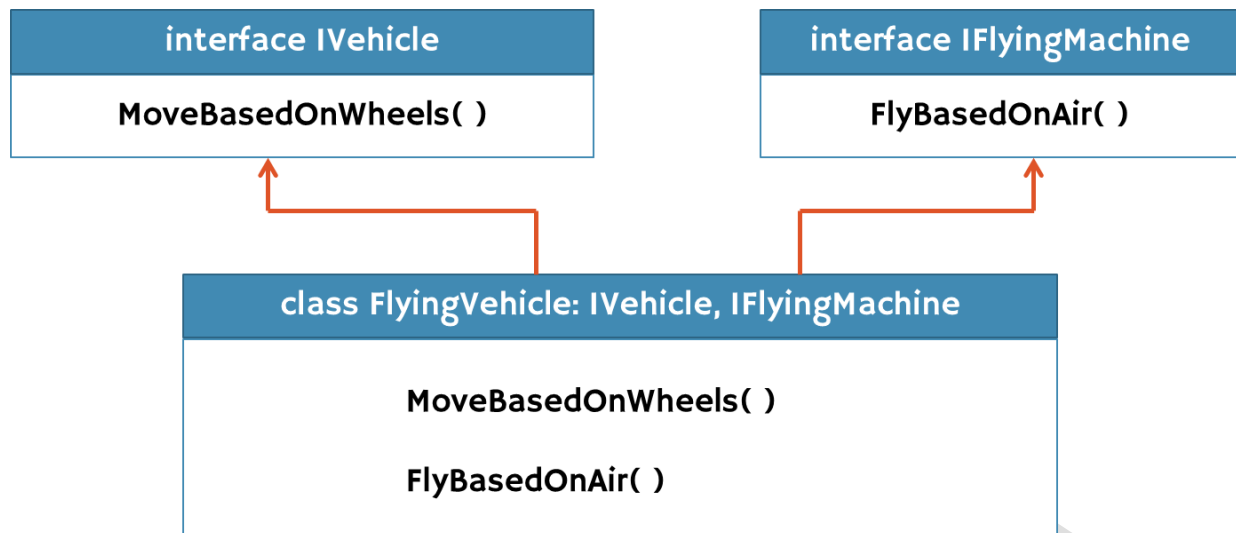 interface IVehicle
MoveBasedOnWheels( )
interface IFlyingMachine
FlyBasedOnAir( )
class FlyingVehicle: IVehicle, IFlyingMachine
MoveBasedOnWheels( )
FlyBasedOnAir( )